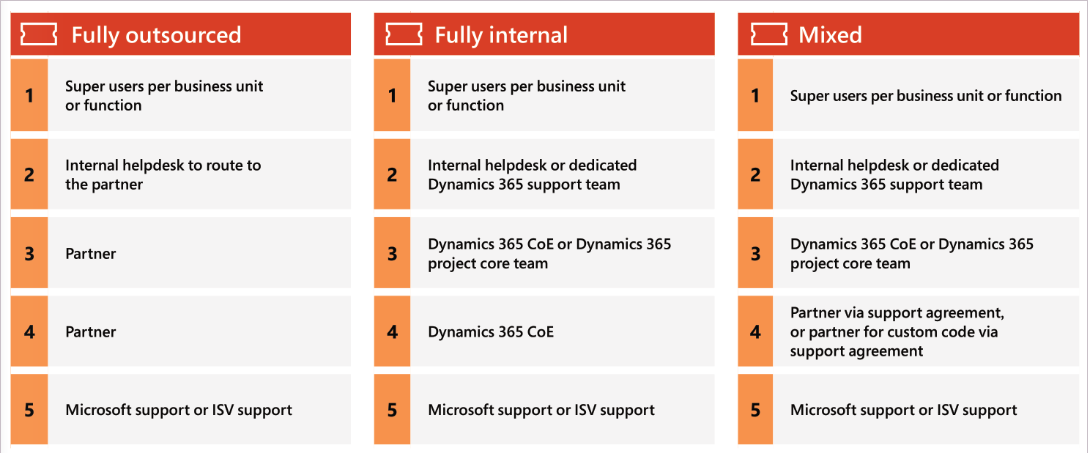 Fully outsourced
1
Super users per business unit
or function
2
Internal helpdesk to route to
the partner
3
Partner
4
Partner
5
Microsoft support or ISV support
Fully internal
1
Super users per business unit
or function
2
Internal helpdesk or dedicated
Dynamics 365 support team
3
Dynamics 365 CoE or Dynamics 365
project core team
4
Dynamics 365 CoE
5
Microsoft support or ISV support
Mixed
1
Super users per business unit or function
2
Internal helpdesk or dedicated
Dynamics 365 support team
3
Dynamics 365 CoE or Dynamics 365
project core team
4
Partner via support agreement,
or partner for custom code via
support agreement
5
Microsoft support or ISV support